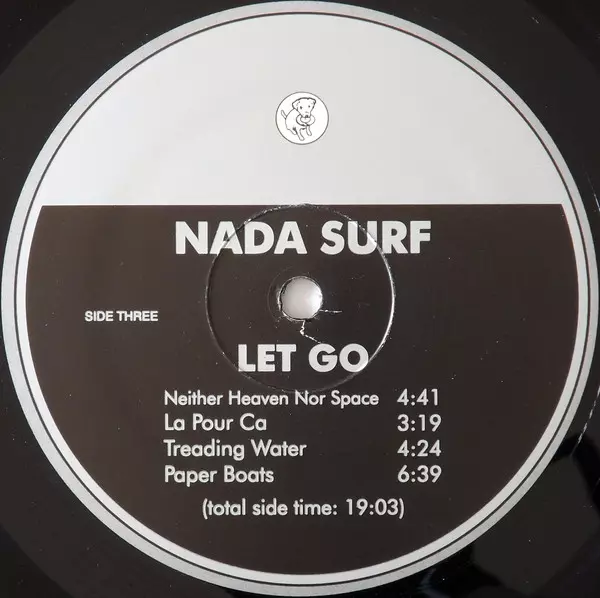 NADA SURF
SIDE THREE
LET GO
Neither Heaven Nor Space 4:41
La Pour Ca 3:19
Treading Water 4:24
Paper Boats 6:39
(total side time: 19:03)